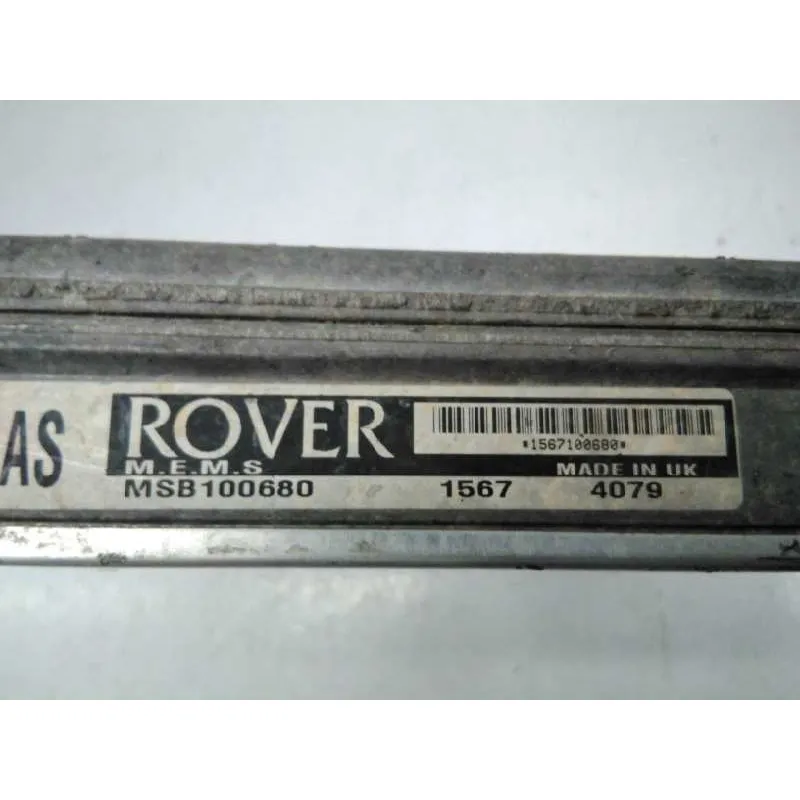 AS
ROVER
*1567100680*
M.E.M.S MADE IN UK
MSB100680 1567 4079